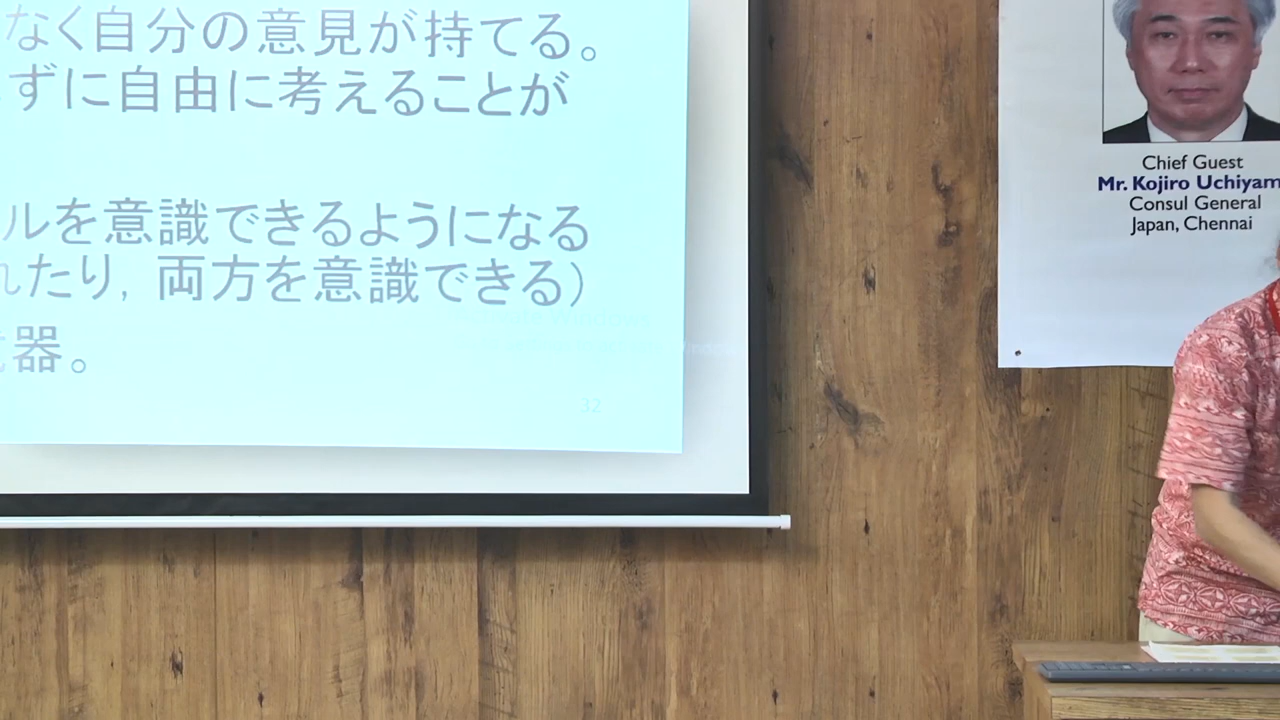 なく自分の意見が持てる。
ずに自由に考えることが
ルを意識できるようになる
れたり，両方を意識できる）
器。
32
Chief Guest
Mr. Kojiro Uchiyam
Consul General
Japan, Chennai